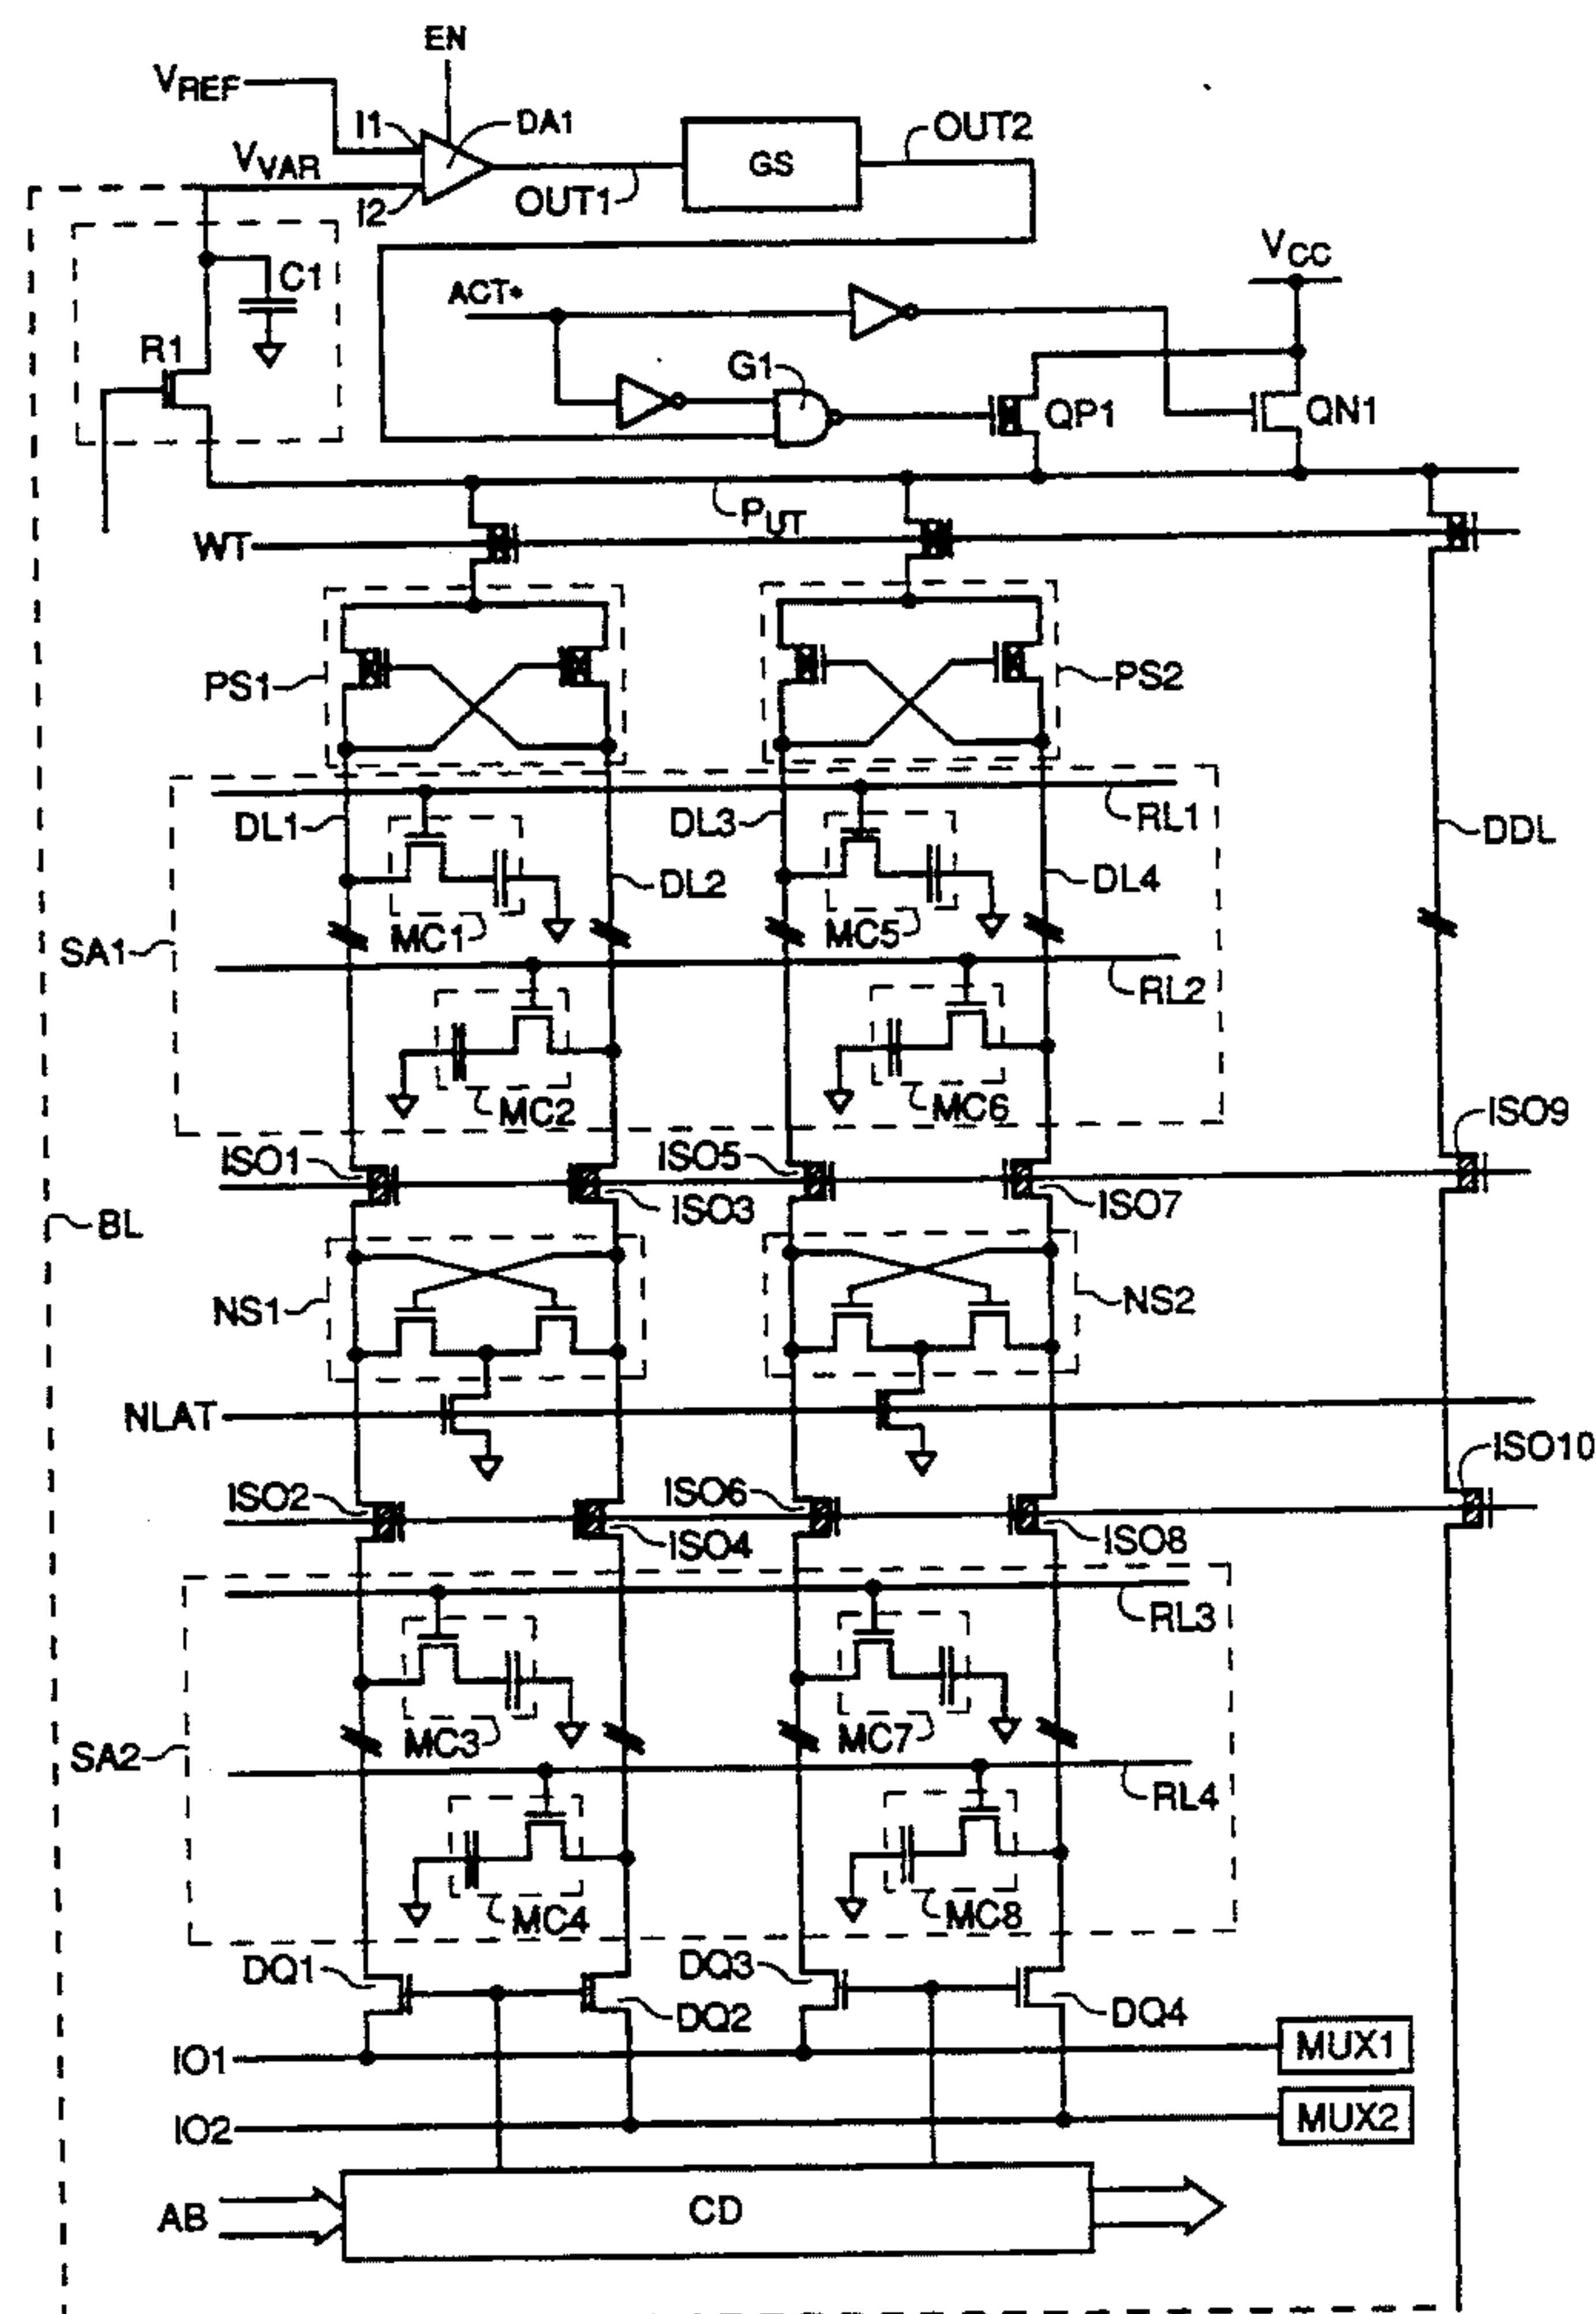 EN
VREF
I1
DA1
OUT2
VVAR
GS
I2
OUT1
VCC
C1
ACT*
R1
G1
QP1
QN1
PUT
WT
PS1
PS2
DL1
DL3
RL1
DDL
DL2
DL4
MC1
MC5
SA1
RL2
MC2
MC6
ISO9
ISO1
ISO5
ISO3
ISO7
BL
NS1
NS2
NLAT
ISO10
ISO2
ISO6
ISO4
ISO8
RL3
MC3
MC7
SA2
RL4
MC4
MC8
DQ1
DQ3
DQ2
DQ4
IO1
MUX1
IO2
MUX2
AB
CD